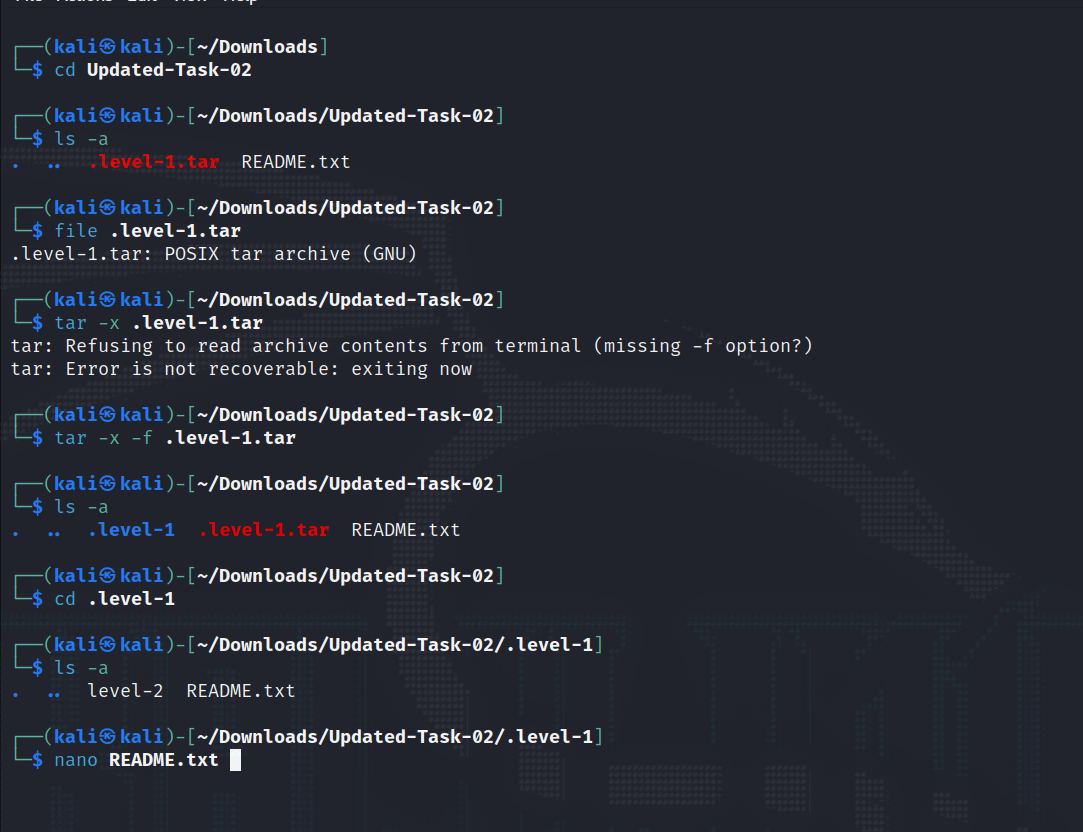 ┌──(kali㉿kali)-[~/Downloads]
└─$ cd Updated-Task-02
┌──(kali㉿kali)-[~/Downloads/Updated-Task-02]
└─$ ls -a
.  ..  .level-1.tar  README.txt
┌──(kali㉿kali)-[~/Downloads/Updated-Task-02]
└─$ file .level-1.tar
.level-1.tar: POSIX tar archive (GNU)
┌──(kali㉿kali)-[~/Downloads/Updated-Task-02]
└─$ tar -x .level-1.tar
tar: Refusing to read archive contents from terminal (missing -f option?)
tar: Error is not recoverable: exiting now
┌──(kali㉿kali)-[~/Downloads/Updated-Task-02]
└─$ tar -x -f .level-1.tar
┌──(kali㉿kali)-[~/Downloads/Updated-Task-02]
└─$ ls -a
.  ..  .level-1  .level-1.tar  README.txt
┌──(kali㉿kali)-[~/Downloads/Updated-Task-02]
└─$ cd .level-1
┌──(kali㉿kali)-[~/Downloads/Updated-Task-02/.level-1]
└─$ ls -a
.  ..  level-2  README.txt
┌──(kali㉿kali)-[~/Downloads/Updated-Task-02/.level-1]
└─$ nano README.txt